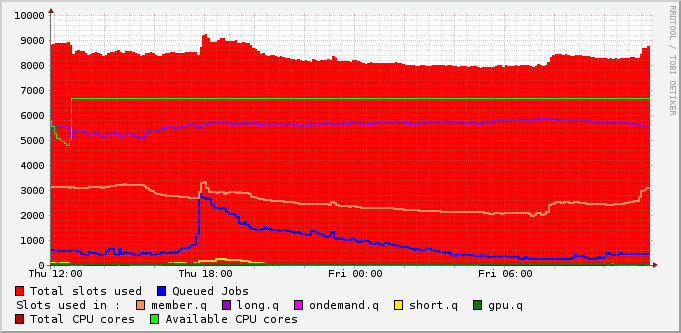 10000
9000
8000
7000
6000
5000
4000
3000
2000
1000
0
Thu 12:00 Thu 18:00 Fri 00:00 Fri 06:00
Total slots used Queued Jobs
Slots used in : member.q long.q ondemand.q short.q gpu.q
Total CPU cores Available CPU cores
RRDTOOL / TOBI OETIKER